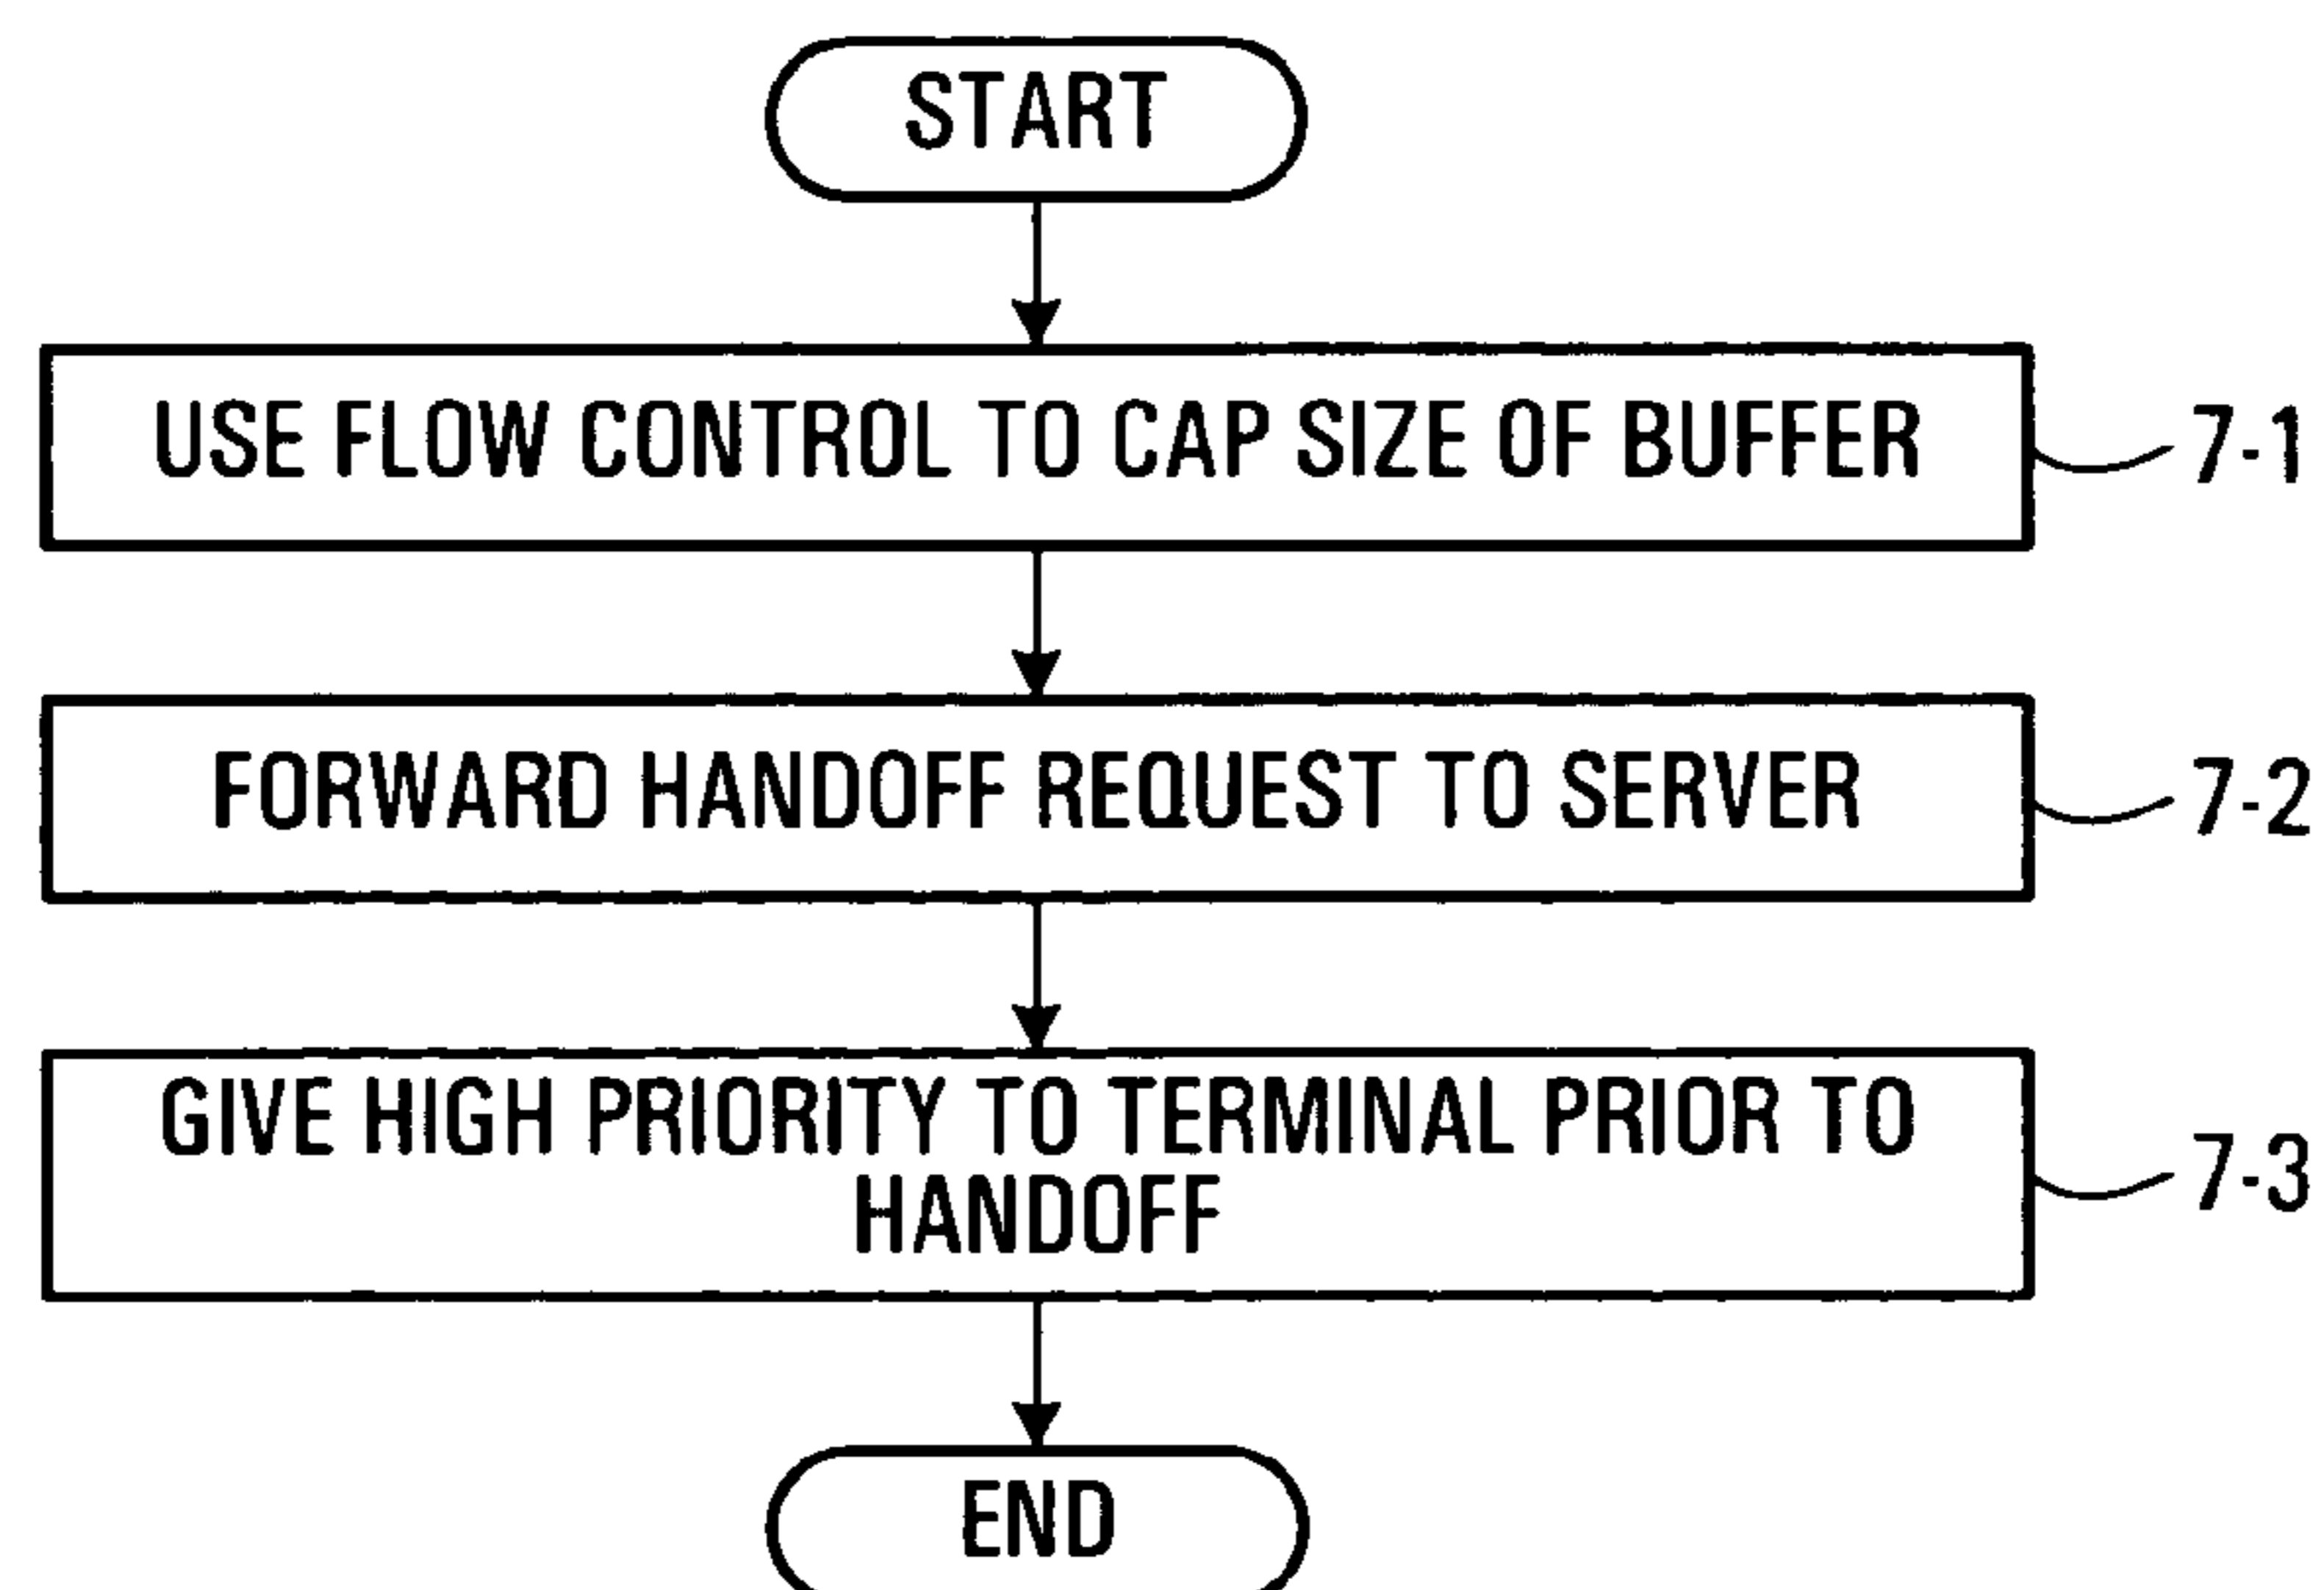 START
USE FLOW CONTROL TO CAP SIZE OF BUFFER
7-1
FORWARD HANDOFF REQUEST TO SERVER
7-2
GIVE HIGH PRIORITY TO TERMINAL PRIOR TO
HANDOFF
7-3
END